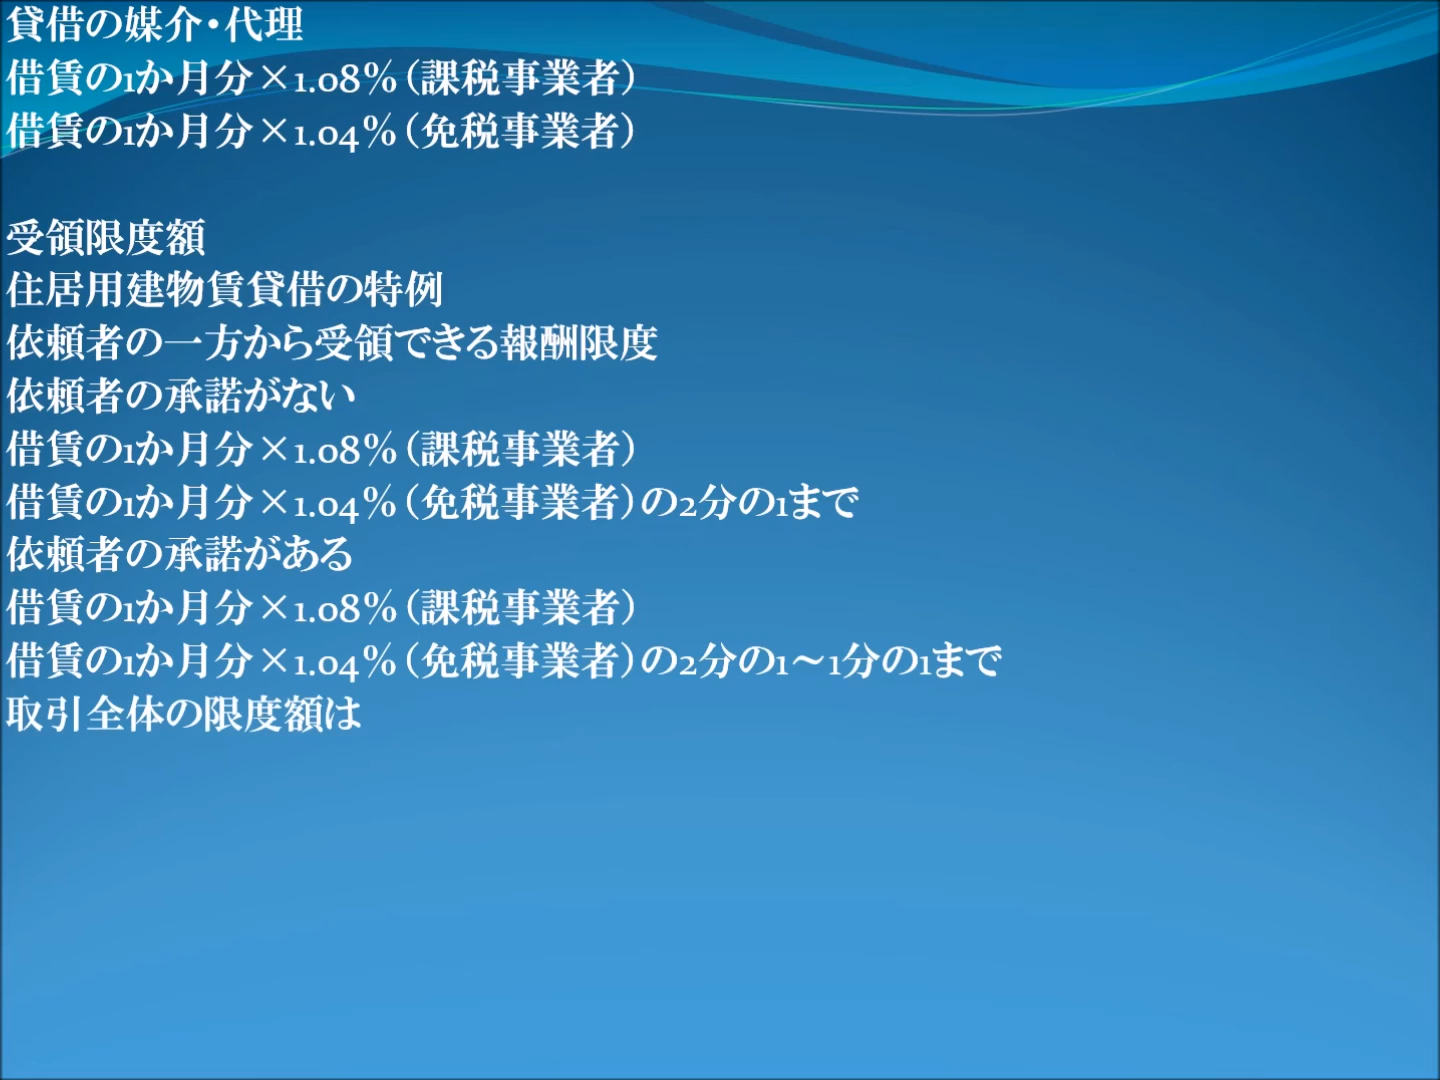 貸借の媒介・代理
借賃の1か月分×1.08％（課税事業者）
借賃の1か月分×1.04％（免税事業者）
受領限度額
住居用建物賃貸借の特例
依頼者の一方から受領できる報酬限度
依頼者の承諾がない
借賃の1か月分×1.08％（課税事業者）
借賃の1か月分×1.04％（免税事業者）の2分の1まで
依頼者の承諾がある
借賃の1か月分×1.08％（課税事業者）
借賃の1か月分×1.04％（免税事業者）の2分の1～1分の1まで
取引全体の限度額は